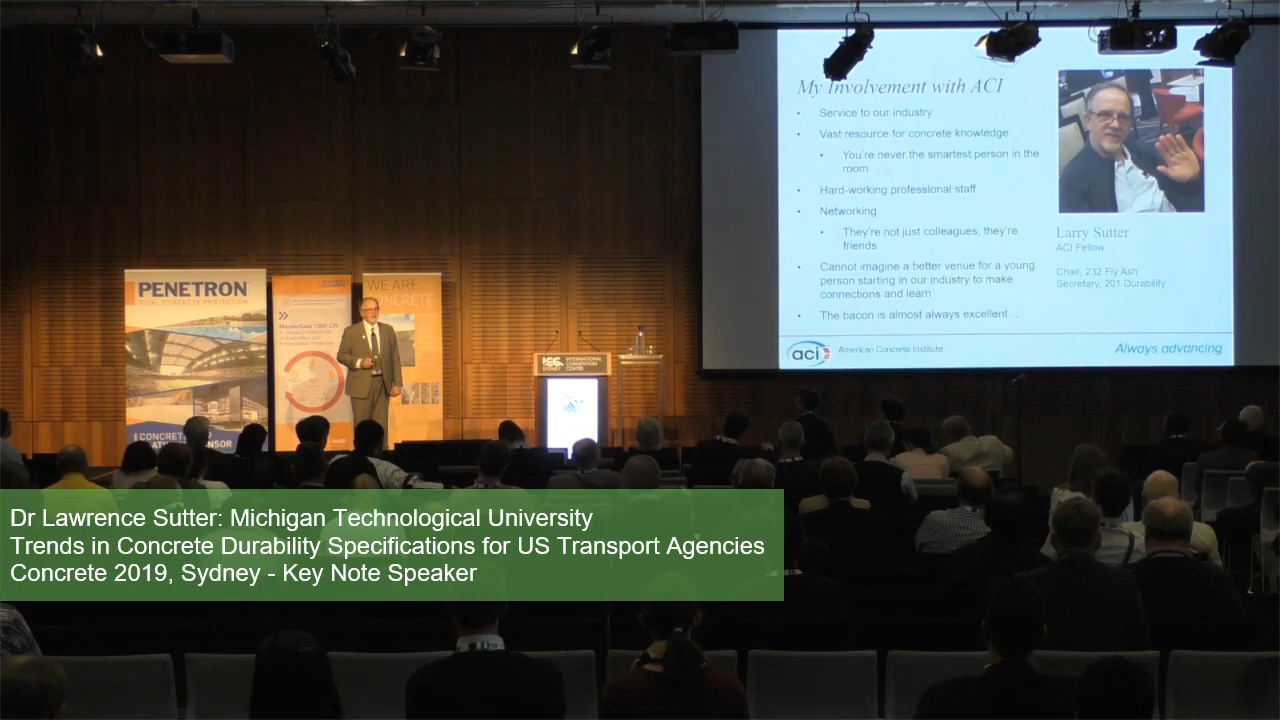 My Involvement with ACI
• Service to our industry
• Vast resource for concrete knowledge
• You're never the smartest person in the
room
• Hard-working professional staff
• Networking
• They're not just colleagues, they're
friends
• Cannot imagine a better venue for a young
person starting in our industry to make
connections and learn
• The bacon is almost always excellent…
Larry Sutter
ACI Fellow
Chair, 232 Fly Ash
Secretary, 201 Durability
aci American Concrete Institute
Always advancing
PENETRON
TOTAL CONCRETE PROTECTION
WE ARE
CONCRETE
ICC
SYDNEY
INTERNATIONAL
CONVENTION
CENTRE
Dr Lawrence Sutter: Michigan Technological University
Trends in Concrete Durability Specifications for US Transport Agencies
Concrete 2019, Sydney - Key Note Speaker